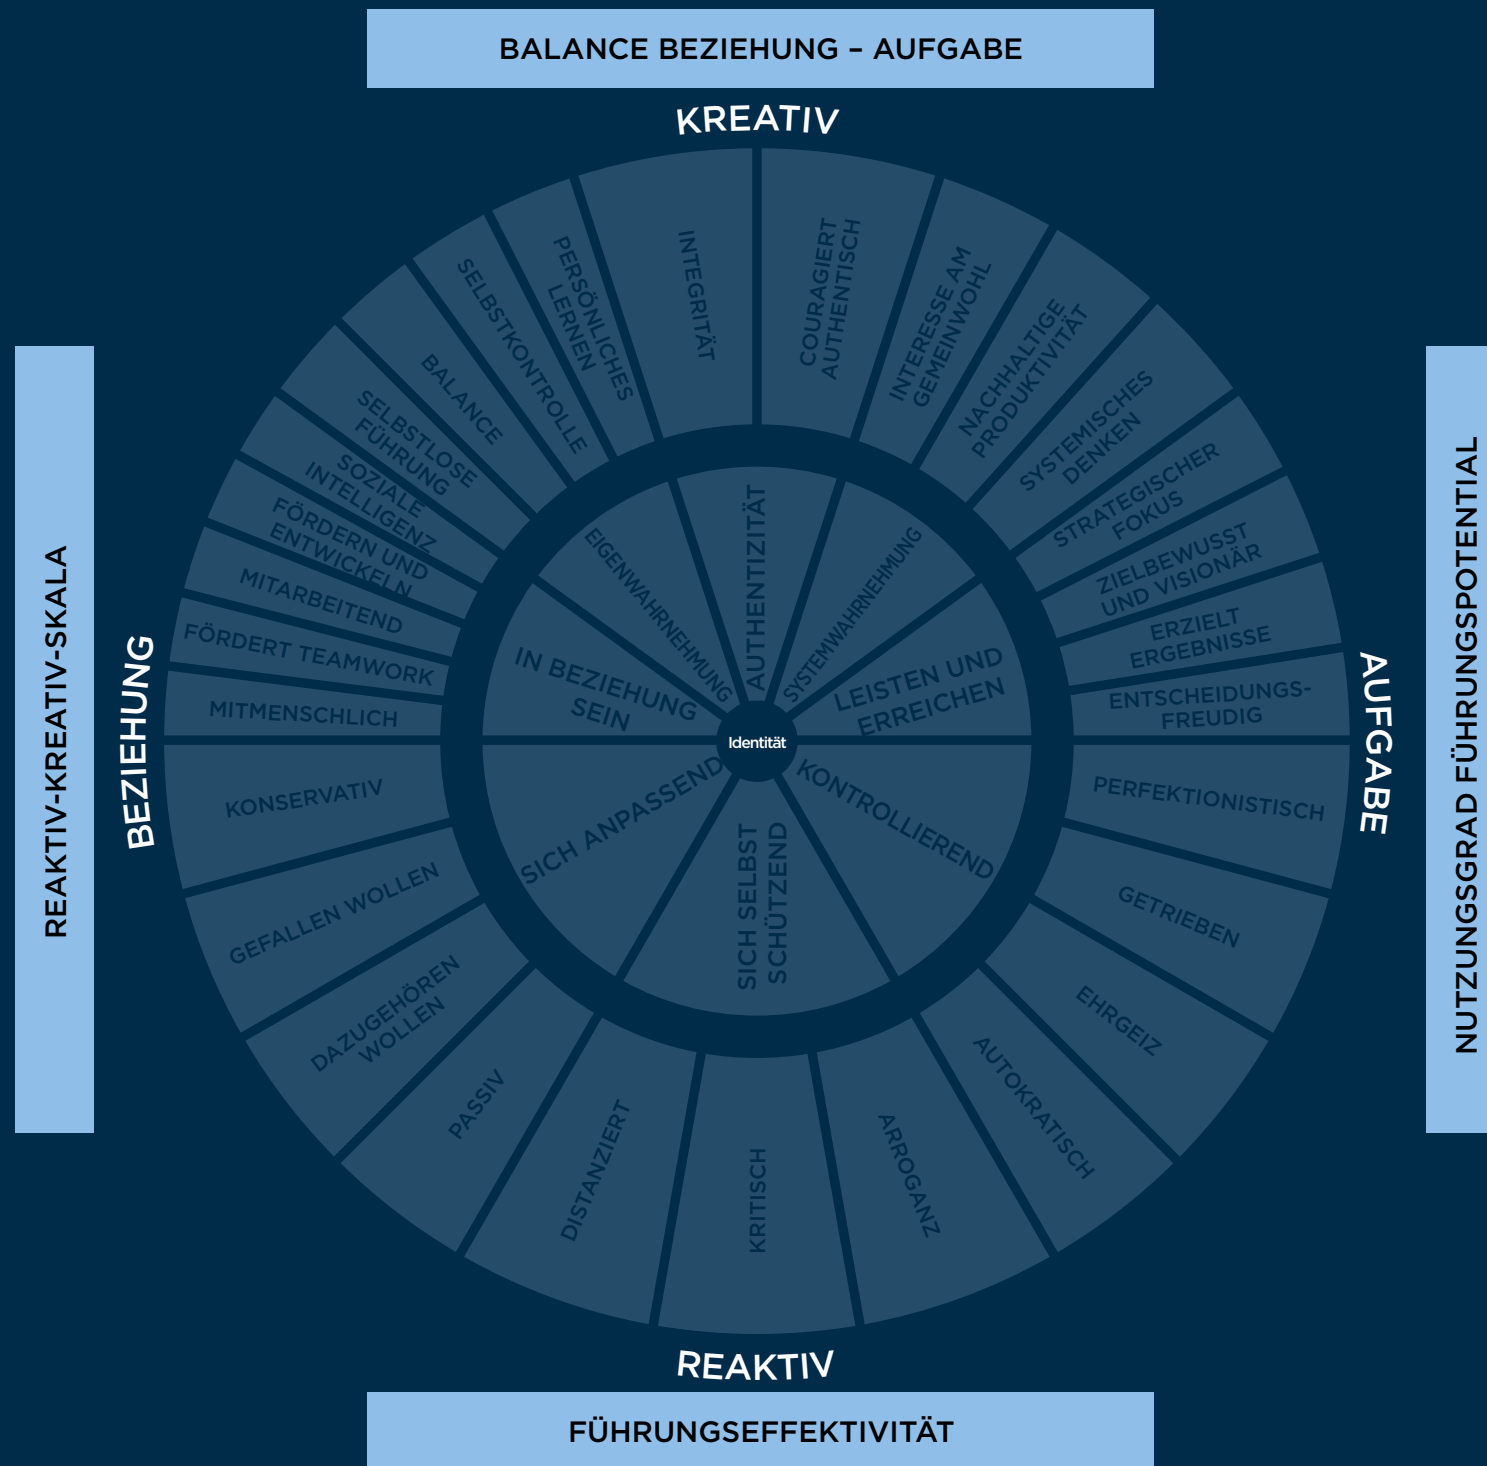 BALANCE BEZIEHUNG – AUFGABE
KREATIV
INTEGRITÄT
COURAGIERT
AUTHENTISCH
PERSÖNLICHES
LERNEN
INTERESSE AM
GEMEINWOHL
SELBSTKONTROLLE
NACHHALTIGE
PRODUKTIVITÄT
BALANCE
SYSTEMISCHES
DENKEN
SELBSTLOSE
FÜHRUNG
STRATEGISCHER
FOKUS
SOZIALE
INTELLIGENZ
ZIELBEWUSST
UND VISIONÄR
FÖRDERN UND
ENTWICKELN
ERZIELT
ERGEBNISSE
MITARBEITEND
FÖRDERT TEAMWORK
ENTSCHEIDUNGS-
FREUDIG
MITMENSCHLICH
EIGENWAHRNEHMUNG
AUTHENTIZITÄT
SYSTEMWAHRNEHMUNG
IN BEZIEHUNG
SEIN
LEISTEN UND
ERREICHEN
Identität
SICH ANPASSEND
SICH SELBST
SCHÜTZEND
KONTROLLIEREND
REAKTIV-KREATIV-SKALA
BEZIEHUNG
AUFGABE
NUTZUNGSGRAD FÜHRUNGSPOTENTIAL
KONSERVATIV
PERFEKTIONISTISCH
GEFALLEN WOLLEN
GETRIEBEN
DAZUGEHÖREN
WOLLEN
EHRGEIZ
PASSIV
AUTOKRATISCH
DISTANZIERT
KRITISCH
ARROGANZ
REAKTIV
FÜHRUNGSEFFEKTIVITÄT